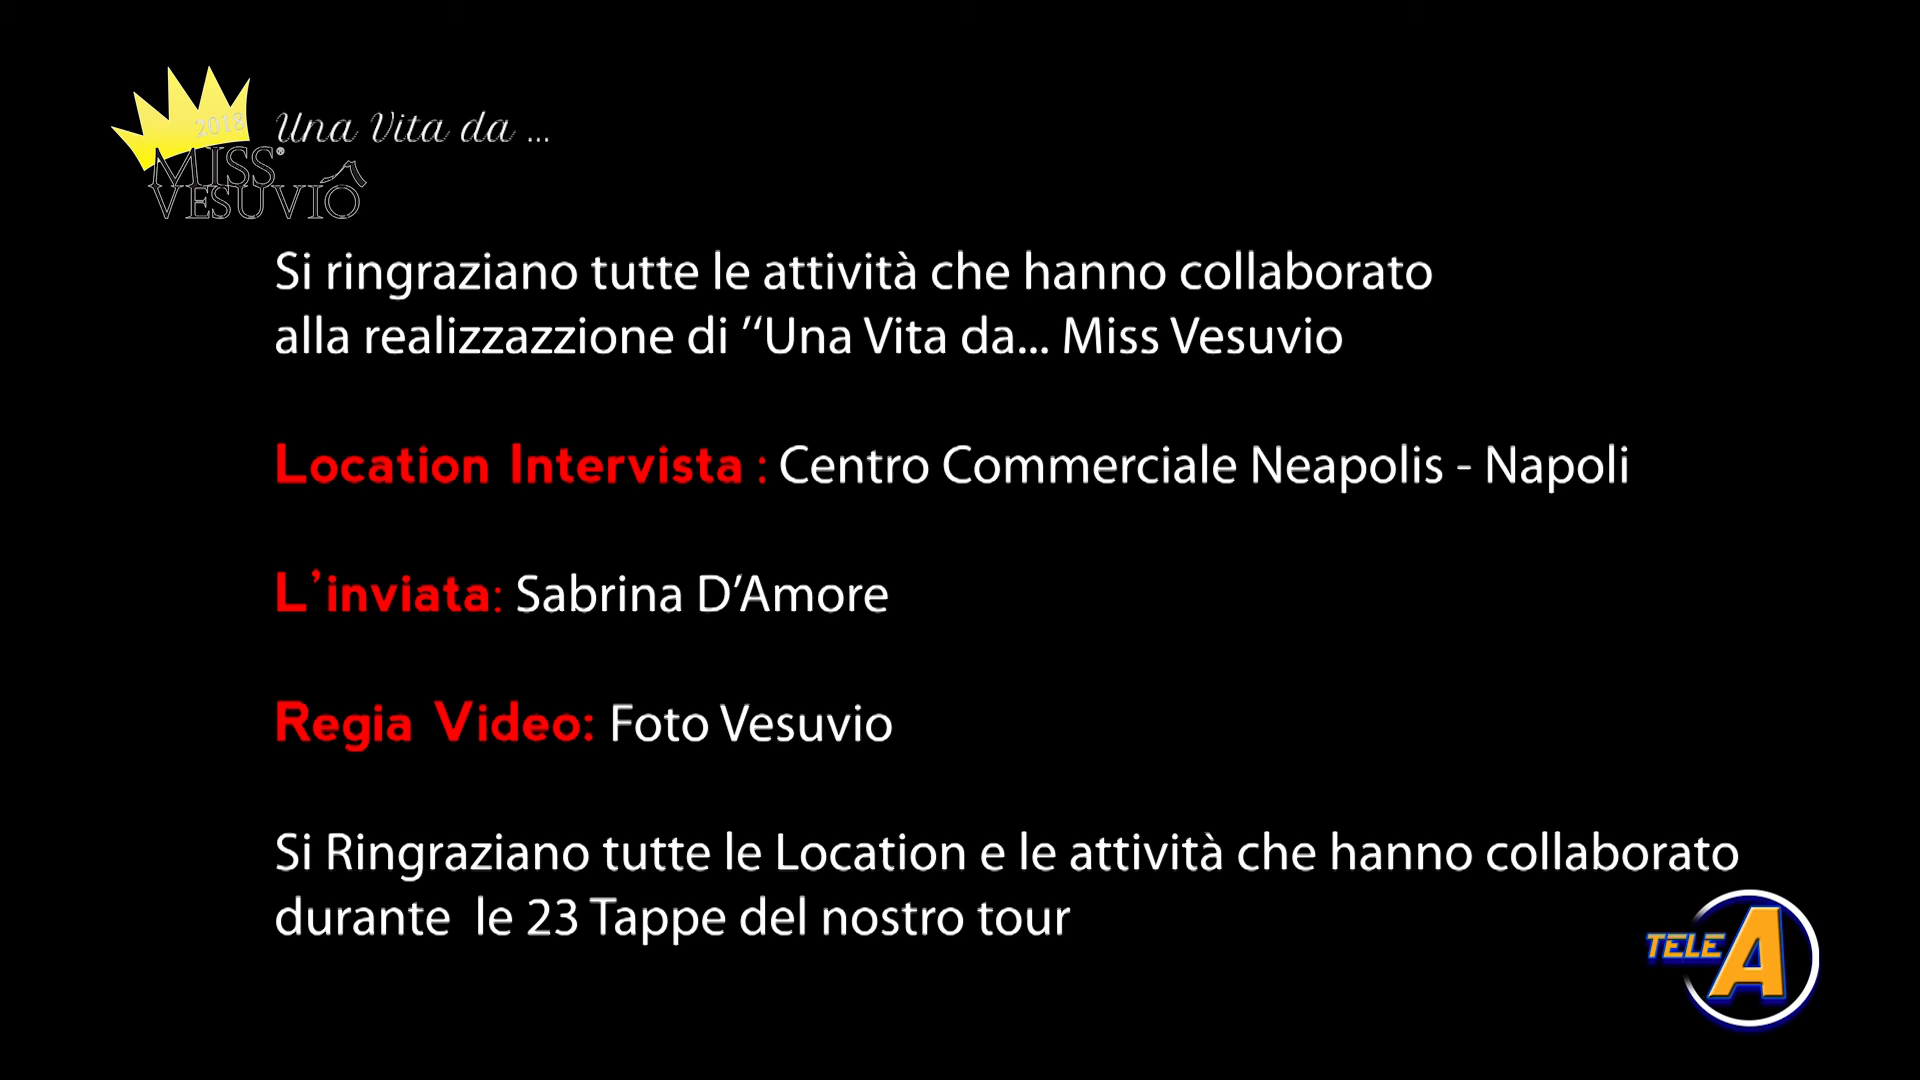 2018
Una Vita da ...
MISS®
VESUVIO
Si ringraziano tutte le attività che hanno collaborato
alla realizzazzione di "“Una Vita da... Miss Vesuvio
Location Intervista : Centro Commerciale Neapolis - Napoli
L'inviata: Sabrina D’Amore
Regia Video: Foto Vesuvio
Si Ringraziano tutte le Location e le attività che hanno collaborato
durante le 23 Tappe del nostro tour
TELE A